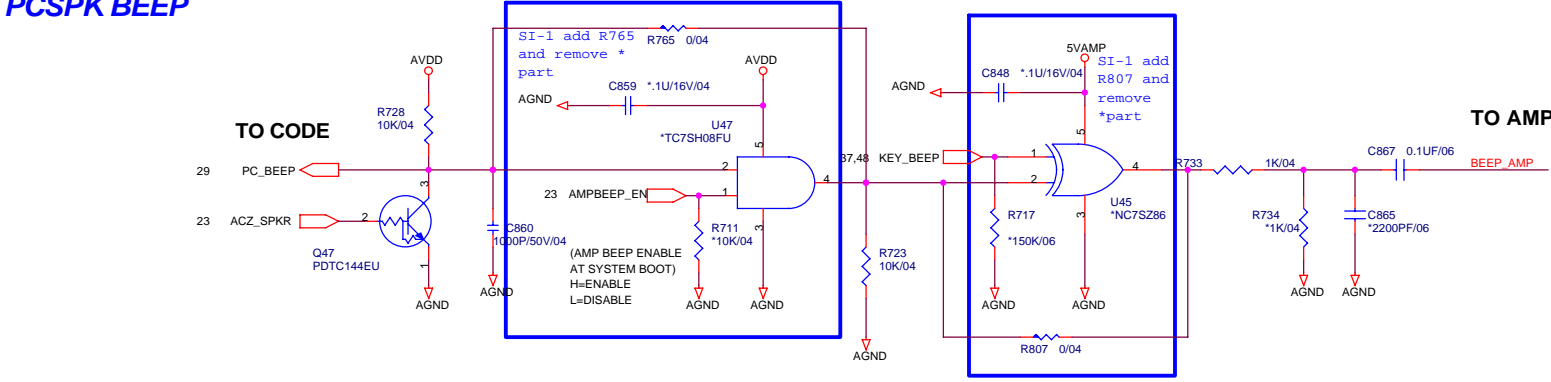 PCSPK BEEP
SI-1 add R765
and remove *
part
R765 0/04
AVDD
AVDD
5VAMP
SI-1 add
R807 and
remove
*part
C859 *.1U/16V/04
AGND
C848 *.1U/16V/04
AGND
R728
10K/04
TO CODE
U47
*TC7SH08FU
TO AMP
29 PC_BEEP
3
5
2
1
4
3
37,48 KEY_BEEP
1
2
5
4
3
R733 1K/04
C867 0.1UF/06
BEEP_AMP
23 ACZ_SPKR
2
1
Q47
PDTC144EU
23 AMPBEEP_EN
C860
1000P/50V/04
R711
*10K/04
(AMP BEEP ENABLE
AT SYSTEM BOOT)
H=ENABLE
L=DISABLE
R723
10K/04
R717
*150K/06
U45
*NC7SZ86
R734
*1K/04
C865
*2200PF/06
AGND
AGND
AGND
AGND
AGND
AGND
AGND
AGND
AGND
R807 0/04